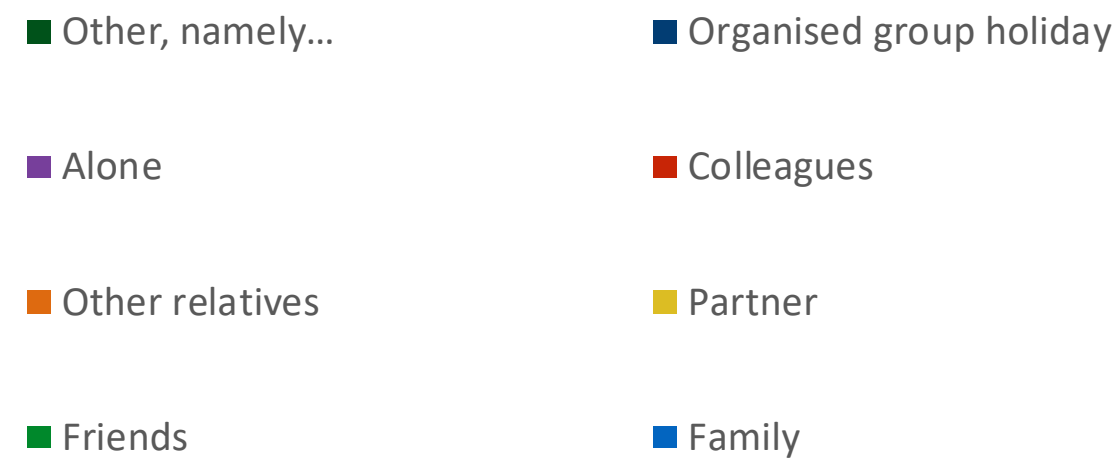 Other, namely…
Organised group holiday
Alone
Colleagues
Other relatives
Partner
Friends
Family